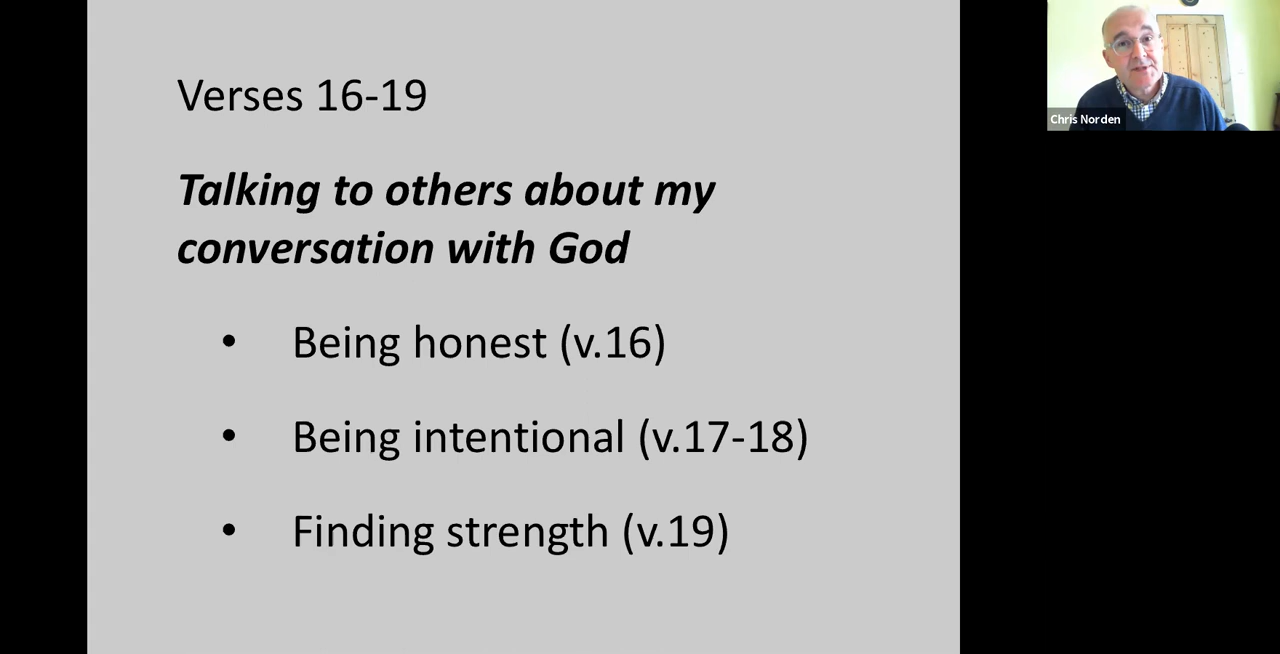 Verses 16-19
Talking to others about my
conversation with God
• Being honest (v.16)
• Being intentional (v.17-18)
• Finding strength (v.19)
Chris Norden